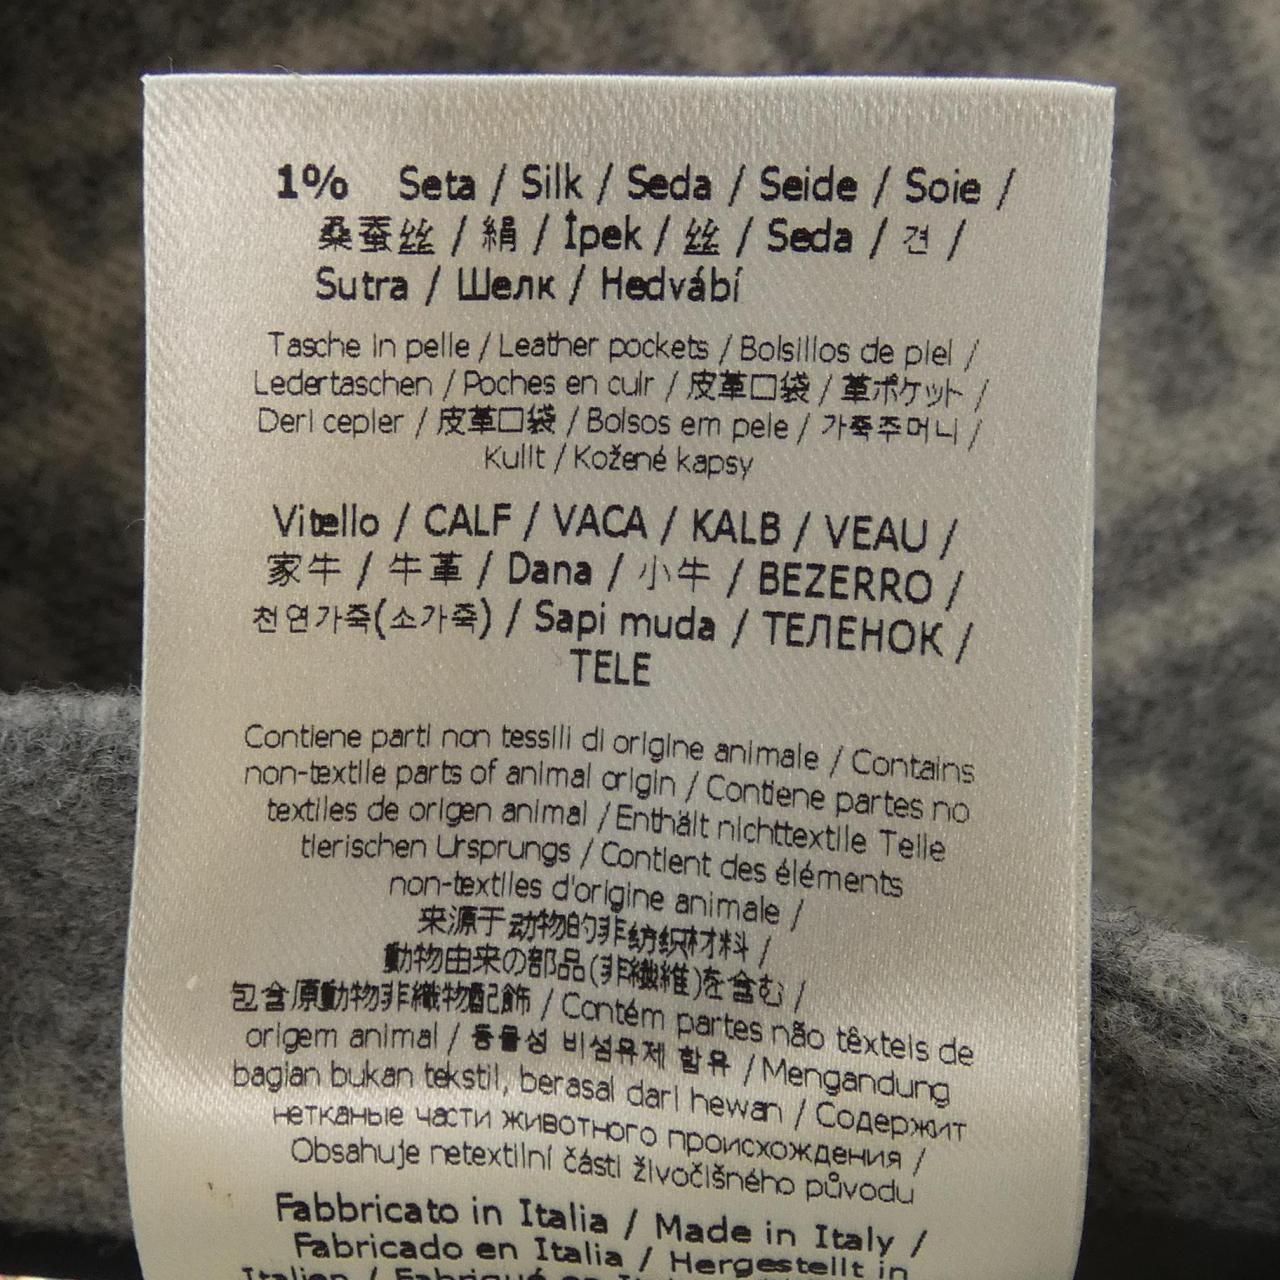 1% Seta / Silk / Seda / Seide / Soie /
桑蚕丝 / 絹 / İpek / 丝 / Seda / 견 /
Sutra / Шелк / Hedvábí
Tasche in pelle / Leather pockets / Bolsillos de piel /
Ledertaschen / Poches en cuir / 皮革口袋 / 革ポケット /
Deri cepler / 皮革口袋 / Bolsos em pele / 가죽주머니 /
Kulit / Kožené kapsy
Vitello / CALF / VACA / KALB / VEAU /
家牛 / 牛革 / Dana / 小牛 / BEZERRO /
천연가죽(소가죽) / Sapi muda / ТЕЛЕНОК /
TELE
Contiene parti non tessili di origine animale / Contains
non-textile parts of animal origin / Contiene partes no
textiles de origen animal / Enthält nichttextile Teile
tierischen Ursprungs / Contient des éléments
non-textiles d'origine animale /
来源于动物的非纺织材料 /
動物由来の部品(非繊維)を含む /
包含原動物非織物配飾 / Contém partes não têxteis de
origem animal / 동물성 비섬유제 함유 / Mengandung
bagian bukan tekstil, berasal dari hewan / Содержит
нетканые части животного происхождения /
Obsahuje netextilní části živočišného původu
Fabbricato in Italia / Made in Italy /
Fabricado en Italia / Hergestellt in
Italien / Fabriqué en